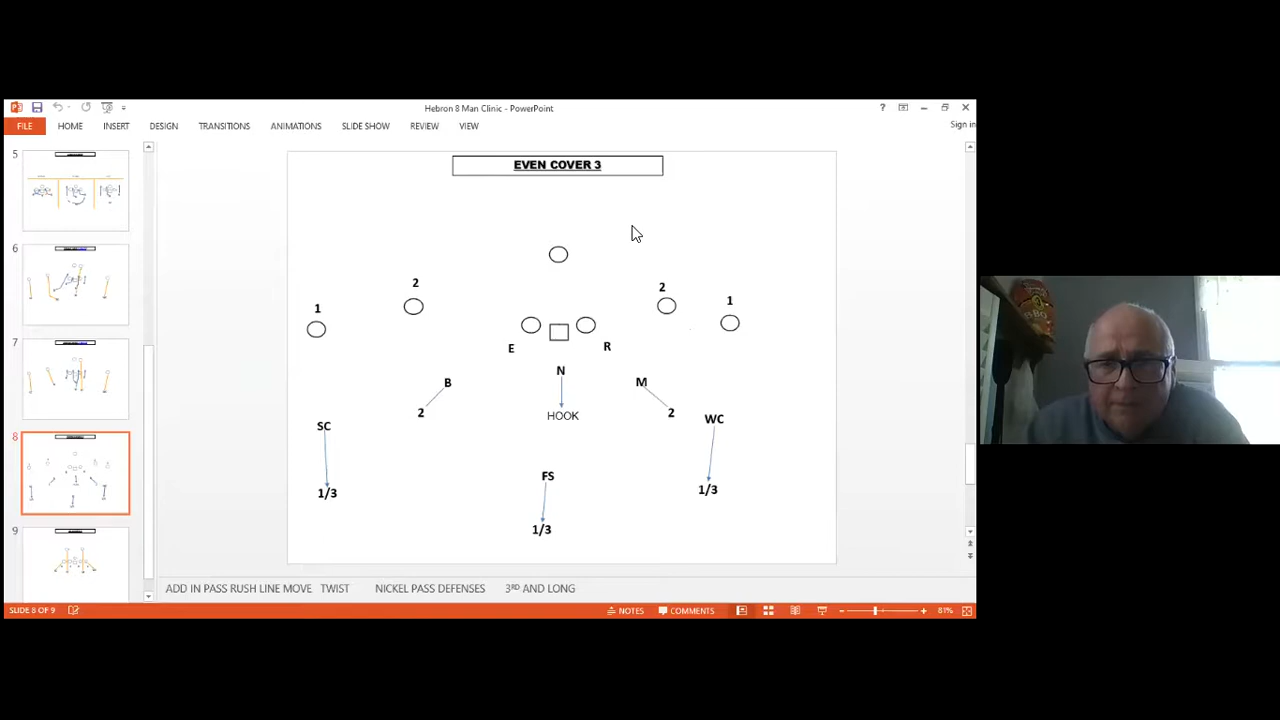 Hebron 8 Man Clinic - PowerPoint
?
FILE HOME INSERT DESIGN TRANSITIONS ANIMATIONS SLIDE SHOW REVIEW VIEW
Sign in
5
6
7
8
9
EVEN COVER 3
2 2
1 1
E R
N
B M
2 HOOK 2
SC WC
FS
1/3 1/3
1/3
ADD IN PASS RUSH LINE MOVE TWIST NICKEL PASS DEFENSES 3RD AND LONG
SLIDE 8 OF 9 NOTES COMMENTS 81%